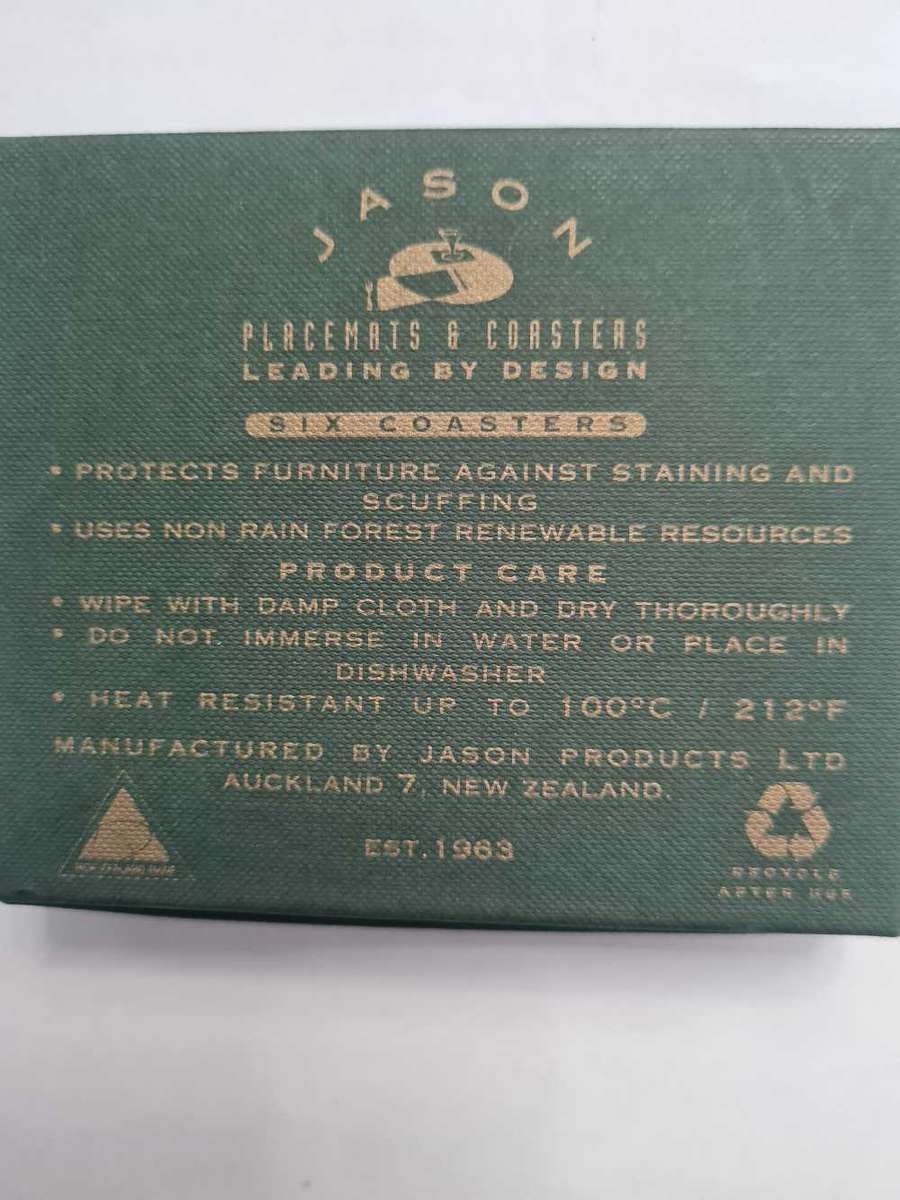 JASON
PLACEMATS & COASTERS
LEADING BY DESIGN
SIX COASTERS
• PROTECTS FURNITURE AGAINST STAINING AND
SCUFFING
• USES NON RAIN FOREST RENEWABLE RESOURCES
PRODUCT CARE
• WIPE WITH DAMP CLOTH AND DRY THOROUGHLY
• DO NOT IMMERSE IN WATER OR PLACE IN
DISHWASHER
• HEAT RESISTANT UP TO 100°C / 212°F
MANUFACTURED BY JASON PRODUCTS LTD
AUCKLAND 7, NEW ZEALAND.
EST. 1963
NEW ZEALAND MADE
RECYCLE
AFTER USE